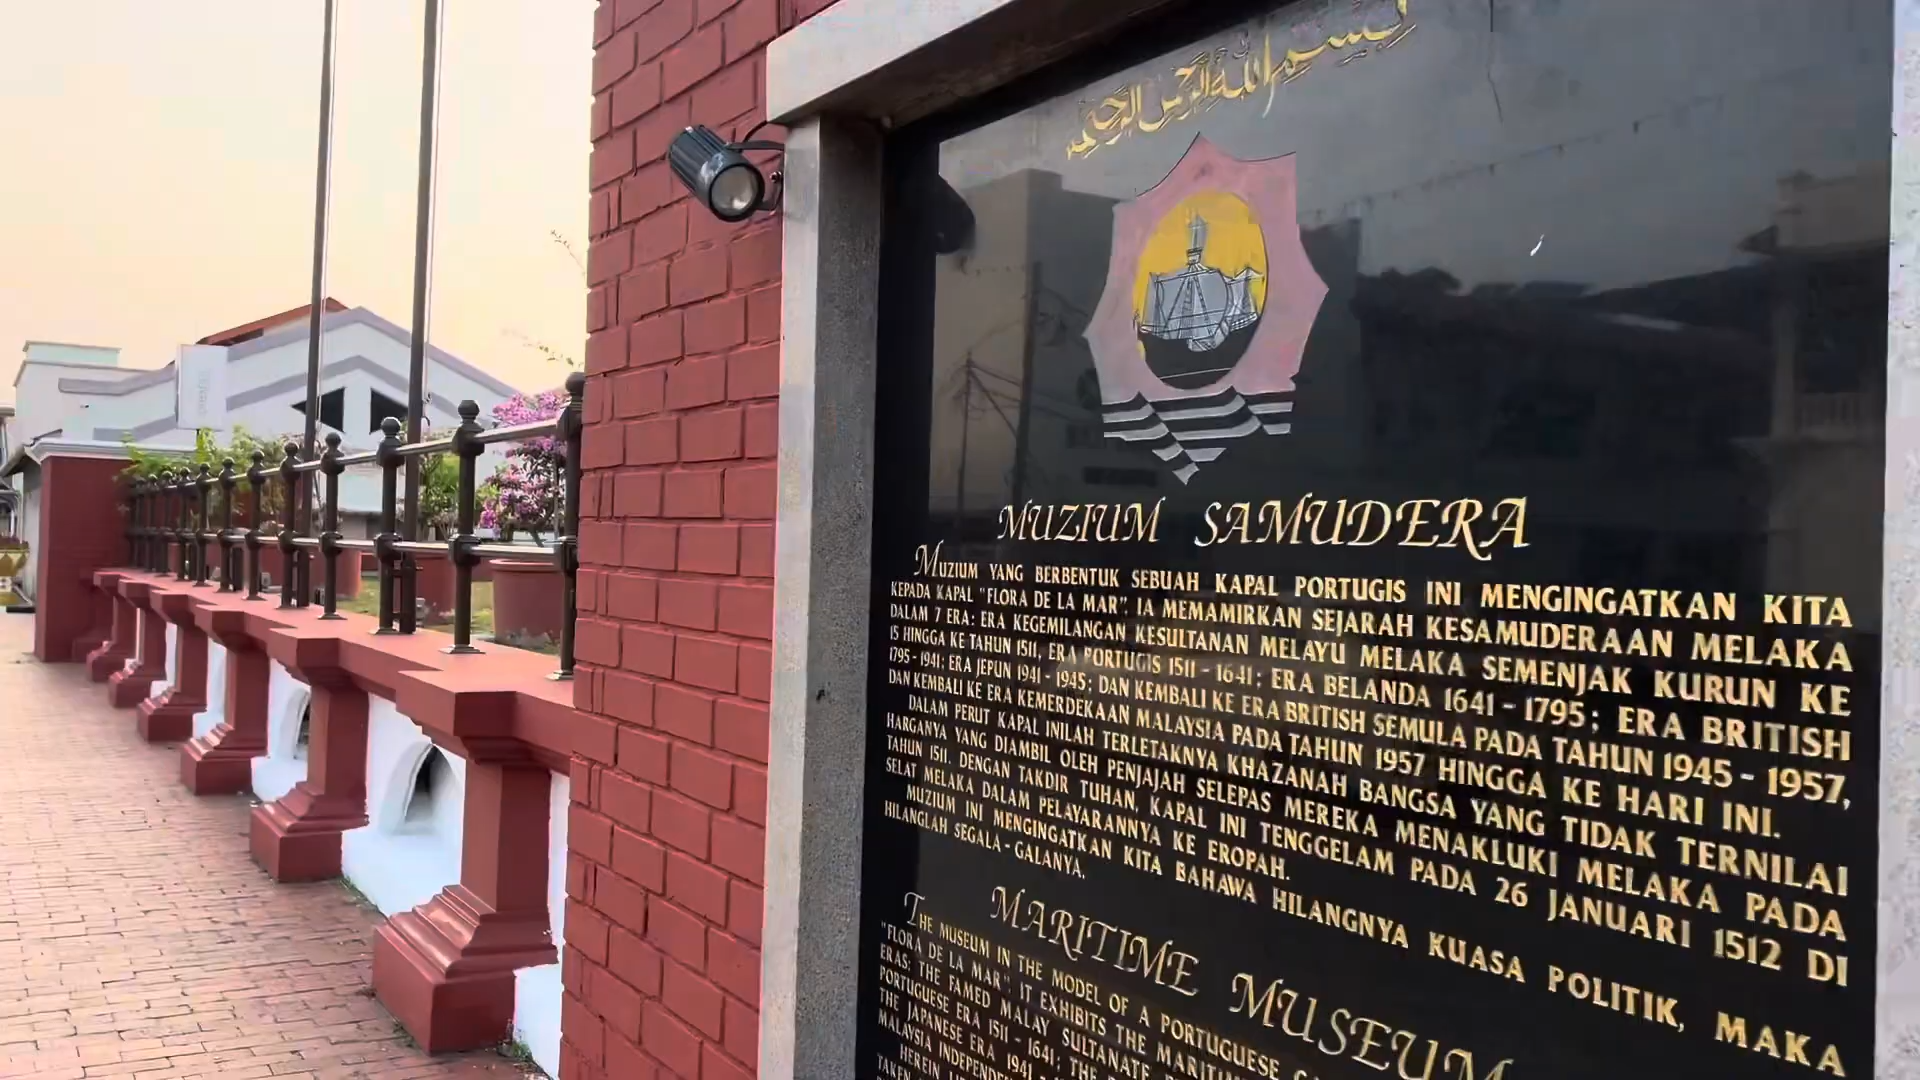 بسم الله الرحمن الرحيم
MUZIUM SAMUDERA
MUZIUM YANG BERBENTUK SEBUAH KAPAL PORTUGIS INI MENGINGATKAN KITA
KEPADA KAPAL "FLORA DE LA MAR". IA MEMAMIRKAN SEJARAH KESAMUDERAAN MELAKA
DALAM 7 ERA: ERA KEGEMILANGAN KESULTANAN MELAYU MELAKA SEMENJAK KURUN KE
15 HINGGA KE TAHUN 1511, ERA PORTUGIS 1511 - 1641; ERA BELANDA 1641 - 1795; ERA BRITISH
1795 - 1941; ERA JEPUN 1941 - 1945; DAN KEMBALI KE ERA BRITISH SEMULA PADA TAHUN 1945 - 1957,
DAN KEMBALI KE ERA KEMERDEKAAN MALAYSIA PADA TAHUN 1957 HINGGA KE HARI INI.
DALAM PERUT KAPAL INILAH TERLETAKNYA KHAZANAH BANGSA YANG TIDAK TERNILAI
HARGANYA YANG DIAMBIL OLEH PENJAJAH SELEPAS MEREKA MENAKLUKI MELAKA PADA
TAHUN 1511. DENGAN TAKDIR TUHAN, KAPAL INI TENGGELAM PADA 26 JANUARI 1512 DI
SELAT MELAKA DALAM PELAYARANNYA KE EROPAH.
MUZIUM INI MENGINGATKAN KITA BAHAWA HILANGNYA KUASA POLITIK, MAKA
HILANGLAH SEGALA - GALANYA.
MARITIME MUSEUM
THE MUSEUM IN THE MODEL OF A PORTUGUESE
"FLORA DE LA MAR". IT EXHIBITS THE
ERAS: THE FAMED MALAY SULTANATE
PORTUGUESE ERA 1511 - 1641; THE
THE JAPANESE ERA 1941 -
MALAYSIA
HEREIN
TAKEN